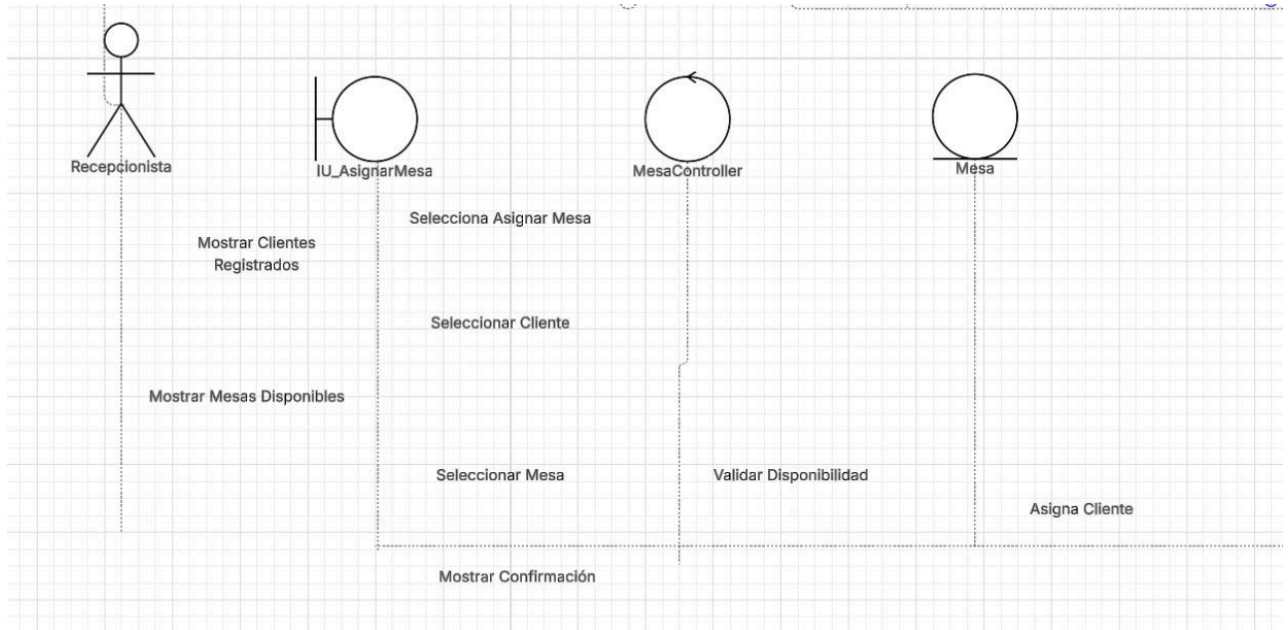 Recepcionista
IU_AsignarMesa
MesaController
Mesa
Selecciona Asignar Mesa
Mostrar Clientes
Registrados
Seleccionar Cliente
Mostrar Mesas Disponibles
Seleccionar Mesa
Validar Disponibilidad
Asigna Cliente
Mostrar Confirmación